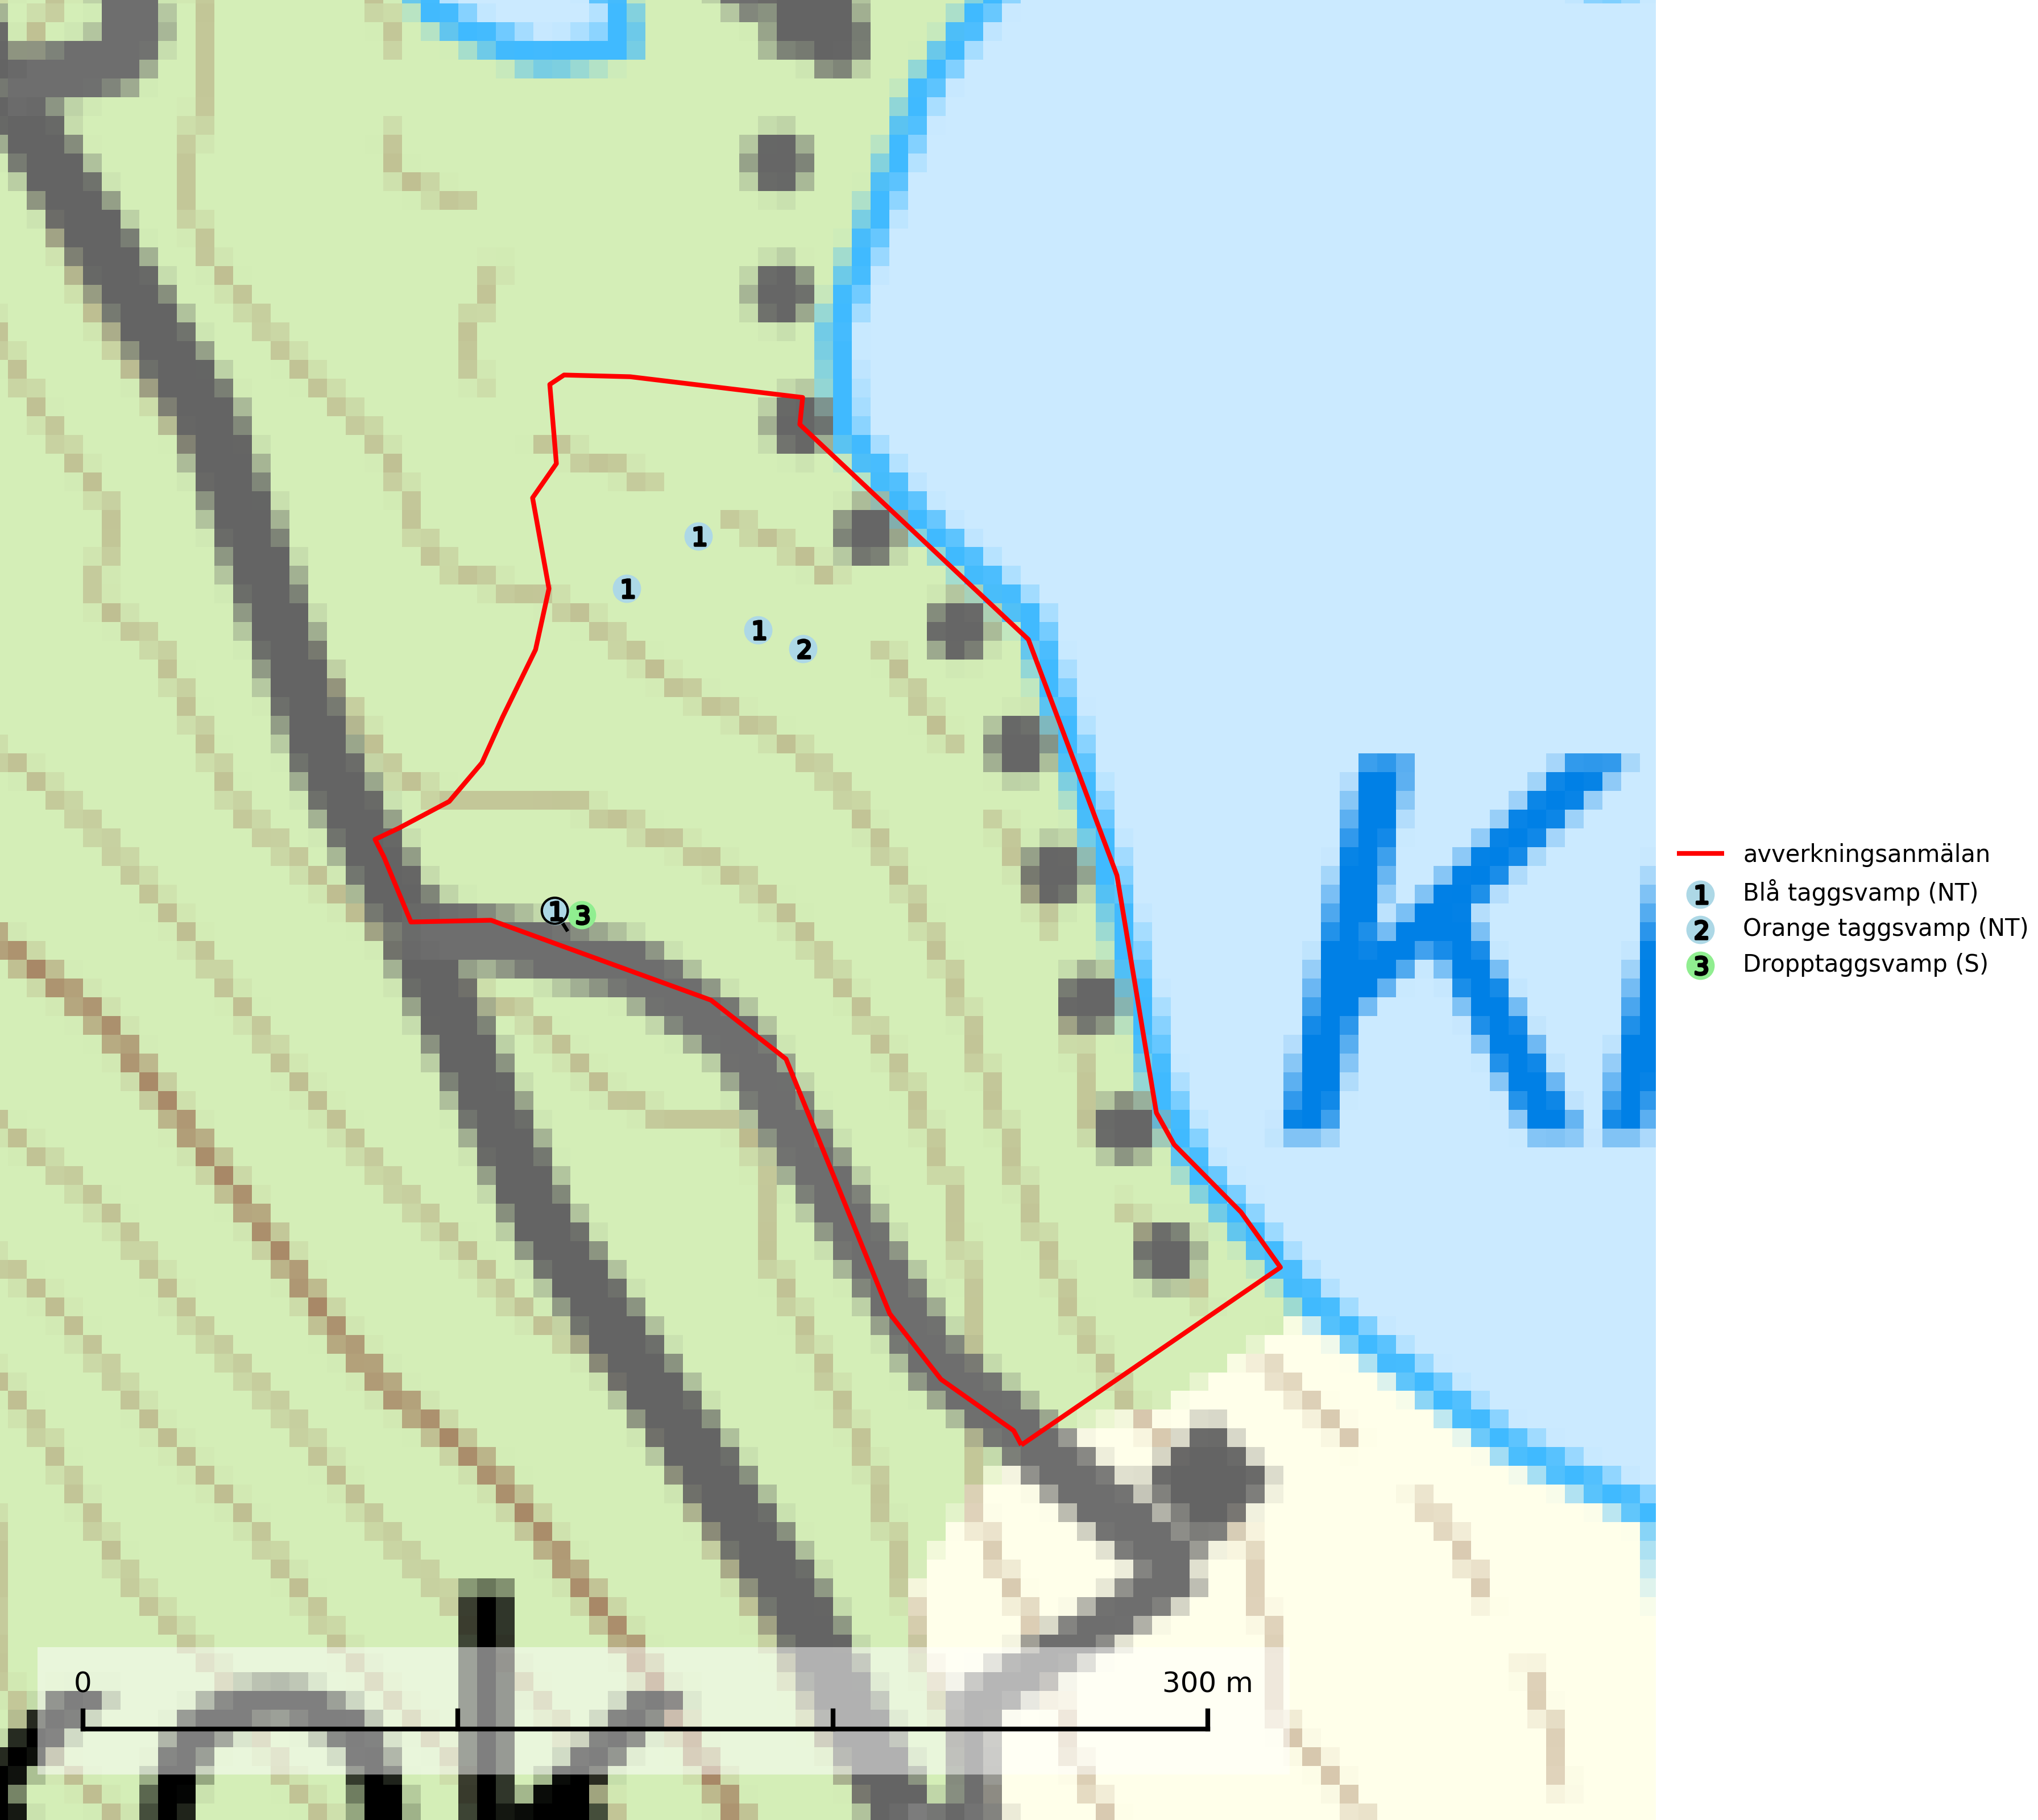 1
1
1
2
1
3
K
avverkningsanmälan
1 Blå taggsvamp (NT)
2 Orange taggsvamp (NT)
3 Dropptaggsvamp (S)
0
300 m